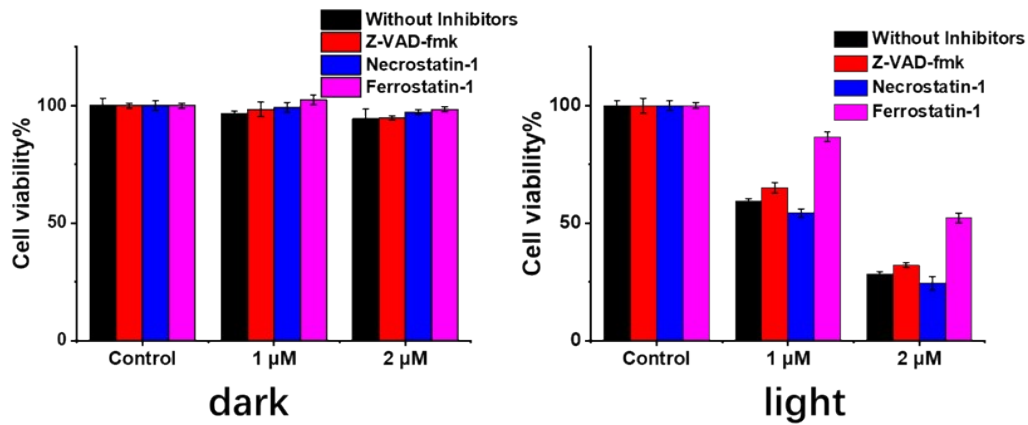 Without Inhibitors
Z-VAD-fmk
Necrostatin-1
Ferrostatin-1
Cell viability%
100
50
0
Control
1 μM
2 μM
dark
Without Inhibitors
Z-VAD-fmk
Necrostatin-1
Ferrostatin-1
Cell viability%
100
50
0
Control
1 μM
2 μM
light